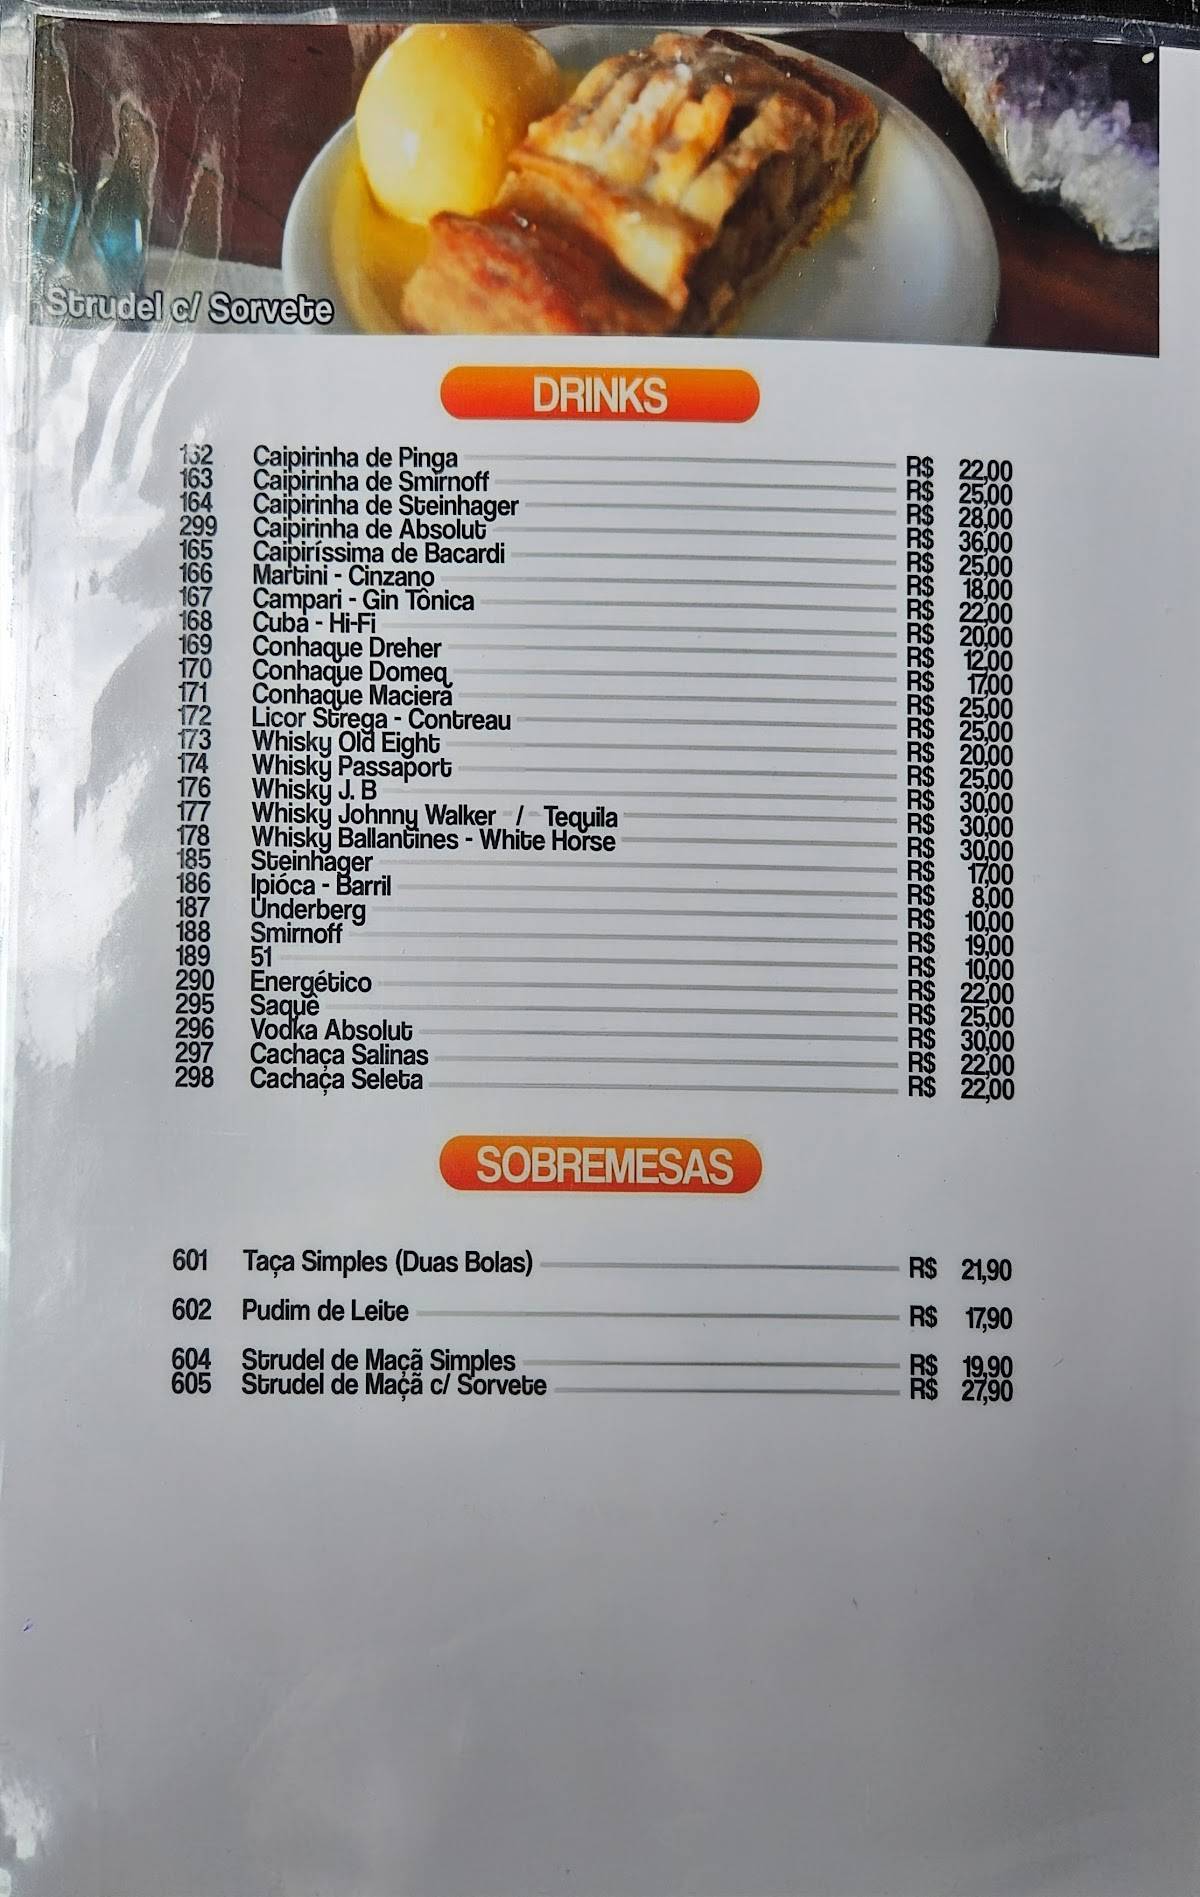 Strudel c/ Sorvete
DRINKS
162 Caipirinha de Pinga R$ 22,00
163 Caipirinha de Smirnoff R$ 25,00
164 Caipirinha de Steinhager R$ 28,00
299 Caipirinha de Absolut R$ 36,00
165 Caipiríssima de Bacardi R$ 25,00
166 Martini - Cinzano R$ 18,00
167 Campari - Gin Tônica R$ 22,00
168 Cuba - Hi-Fi R$ 20,00
169 Conhaque Dreher R$ 12,00
170 Conhaque Domeq R$ 17,00
171 Conhaque Maciera R$ 25,00
172 Licor Strega - Contreau R$ 25,00
173 Whisky Old Eight R$ 20,00
174 Whisky Passaport R$ 25,00
176 Whisky J. B R$ 30,00
177 Whisky Johnny Walker / Tequila R$ 30,00
178 Whisky Ballantines - White Horse R$ 30,00
185 Steinhager R$ 17,00
186 Ipióca - Barril R$ 8,00
187 Underberg R$ 10,00
188 Smirnoff R$ 19,00
189 51 R$ 10,00
290 Energético R$ 22,00
295 Saquê R$ 25,00
296 Vodka Absolut R$ 30,00
297 Cachaça Salinas R$ 22,00
298 Cachaça Seleta R$ 22,00
SOBREMESAS
601 Taça Simples (Duas Bolas) R$ 21,90
602 Pudim de Leite R$ 17,90
604 Strudel de Maçã Simples R$ 19,90
605 Strudel de Maçã c/ Sorvete R$ 27,90